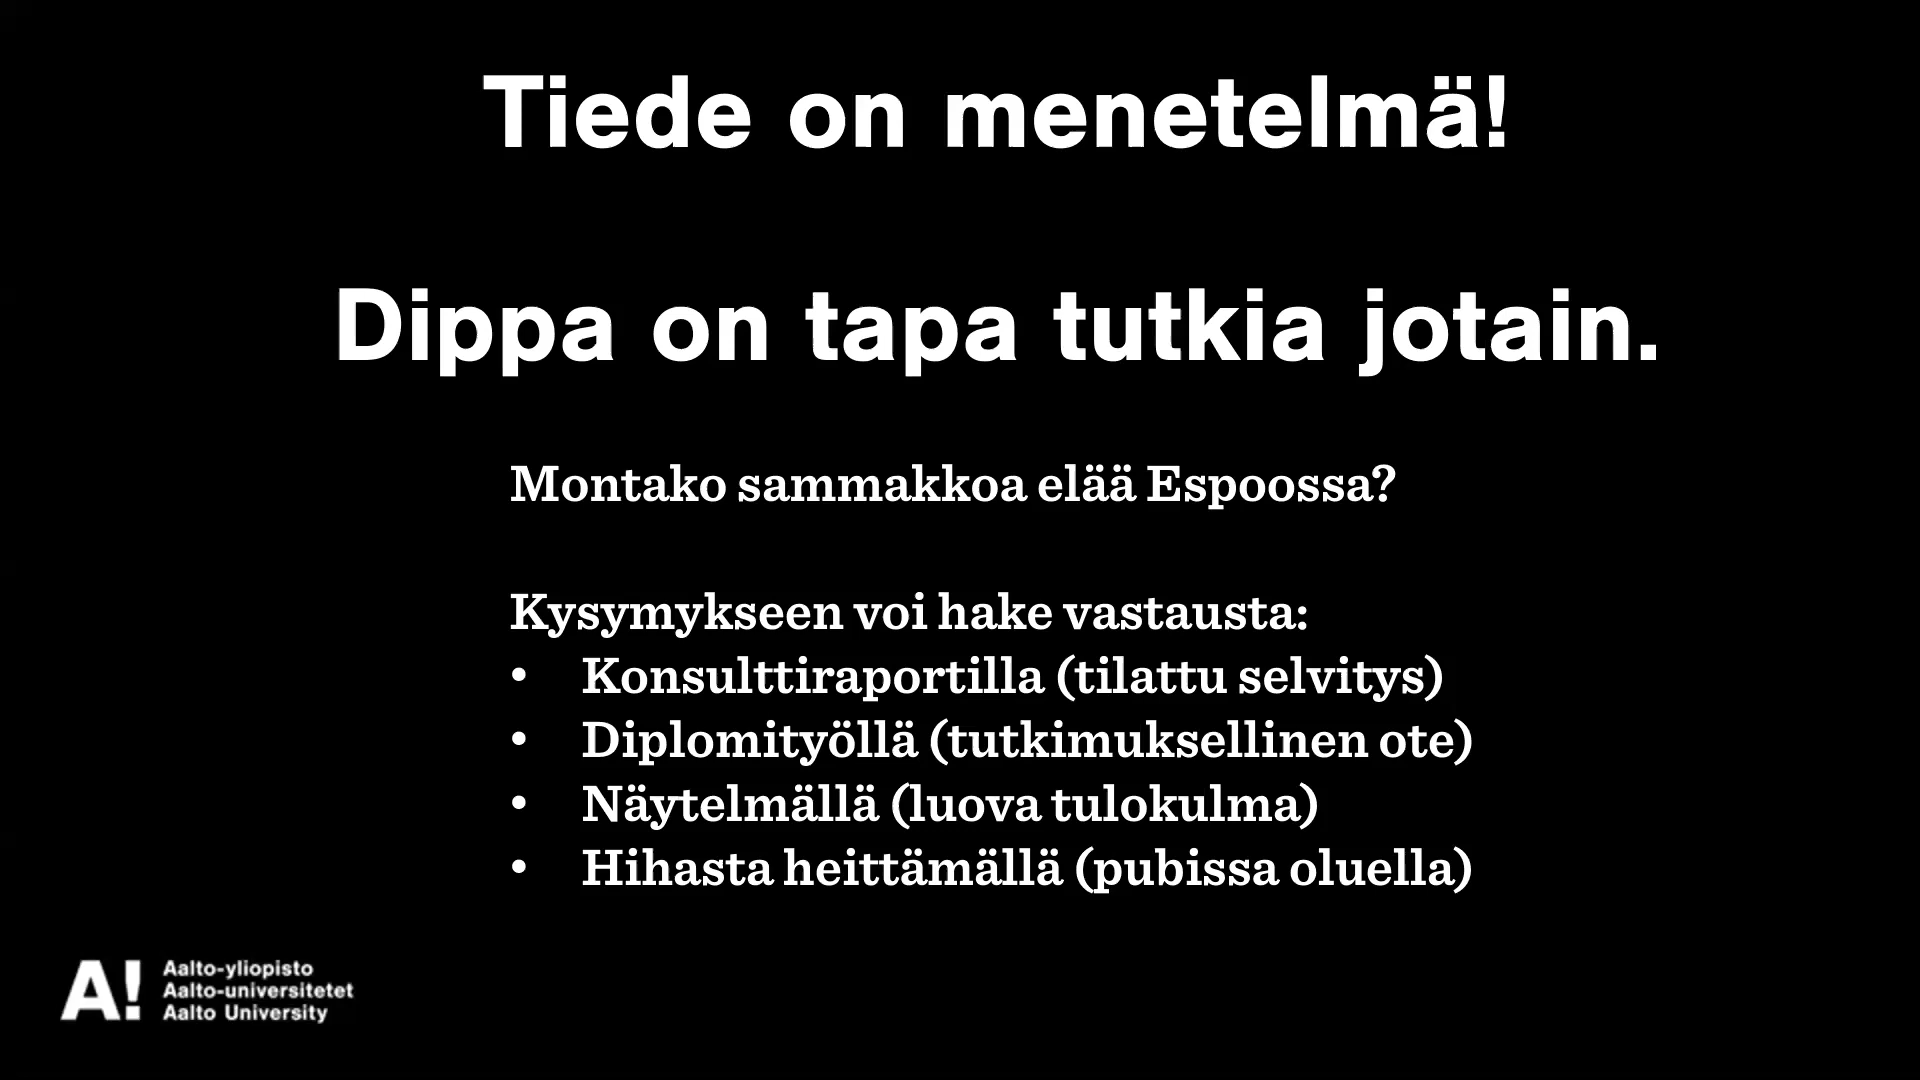 Tiede on menetelmä!
Dippa on tapa tutkia jotain.
Montako sammakkoa elää Espoossa?
Kysymykseen voi hake vastausta:
• Konsulttiraportilla (tilattu selvitys)
• Diplomityöllä (tutkimuksellinen ote)
• Näytelmällä (luova tulokulma)
• Hihasta heittämällä (pubissa oluella)
A! Aalto-yliopisto
Aalto-universitetet
Aalto University